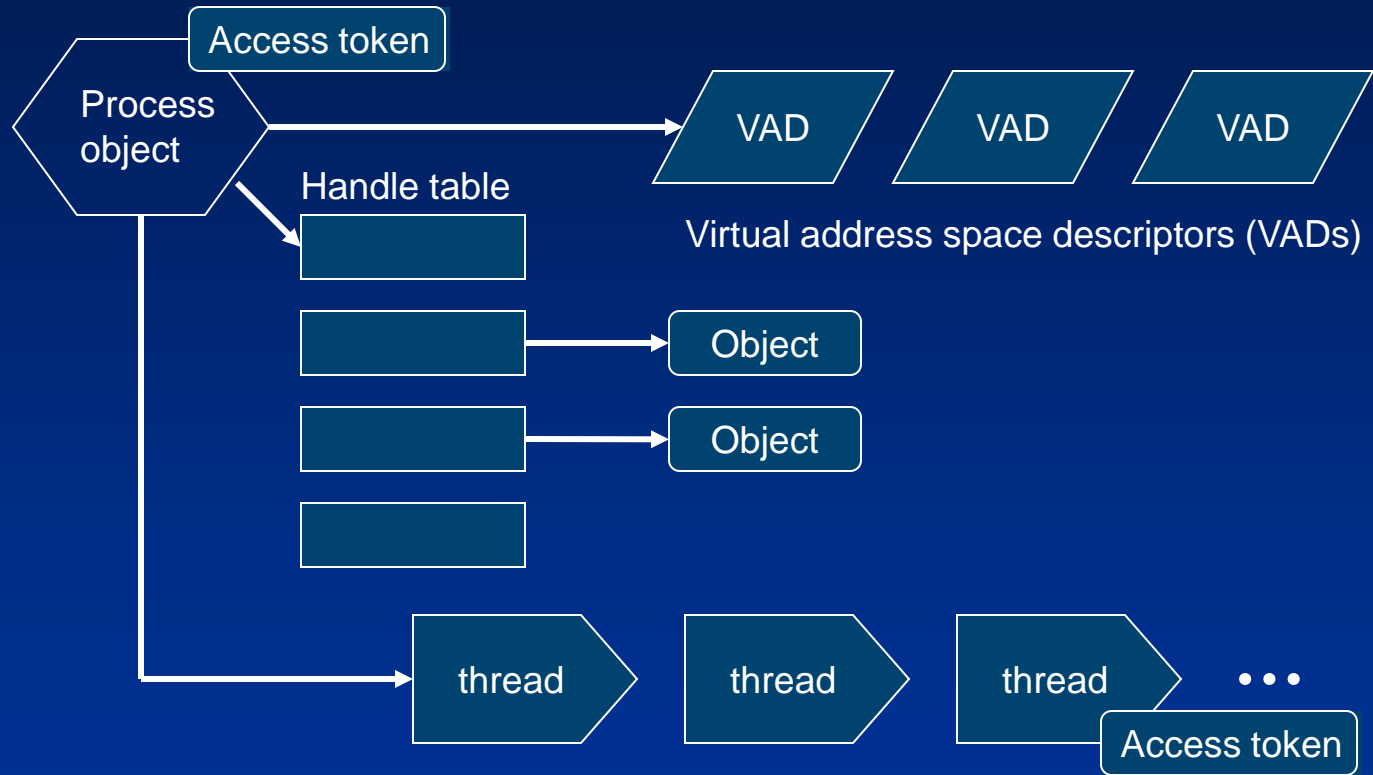 Access token
Process
object
VAD
VAD
VAD
Handle table
Virtual address space descriptors (VADs)
Object
Object
thread
thread
thread
...
Access token